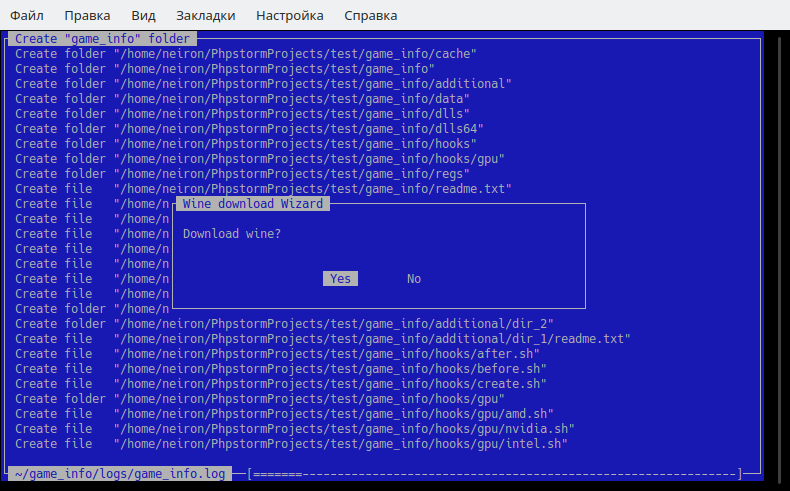 Файл Правка Вид Закладки Настройка Справка
Create "game_info" folder
Create folder "/home/neiron/PhpstormProjects/test/game_info/cache"
Create folder "/home/neiron/PhpstormProjects/test/game_info"
Create folder "/home/neiron/PhpstormProjects/test/game_info/additional"
Create folder "/home/neiron/PhpstormProjects/test/game_info/data"
Create folder "/home/neiron/PhpstormProjects/test/game_info/dlls"
Create folder "/home/neiron/PhpstormProjects/test/game_info/dlls64"
Create folder "/home/neiron/PhpstormProjects/test/game_info/hooks"
Create folder "/home/neiron/PhpstormProjects/test/game_info/hooks/gpu"
Create folder "/home/neiron/PhpstormProjects/test/game_info/regs"
Create file "/home/neiron/PhpstormProjects/test/game_info/readme.txt"
Create file "/home/n
Wine download Wizard
Create file "/home/n
Create file "/home/n
Download wine?
Create file "/home/n
Create file "/home/n
Create file "/home/n
Yes No
Create file "/home/n
Create folder "/home/n
Create folder "/home/neiron/PhpstormProjects/test/game_info/additional/dir_2"
Create file "/home/neiron/PhpstormProjects/test/game_info/additional/dir_1/readme.txt"
Create file "/home/neiron/PhpstormProjects/test/game_info/hooks/after.sh"
Create file "/home/neiron/PhpstormProjects/test/game_info/hooks/before.sh"
Create file "/home/neiron/PhpstormProjects/test/game_info/hooks/create.sh"
Create folder "/home/neiron/PhpstormProjects/test/game_info/hooks/gpu"
Create file "/home/neiron/PhpstormProjects/test/game_info/hooks/gpu/amd.sh"
Create file "/home/neiron/PhpstormProjects/test/game_info/hooks/gpu/nvidia.sh"
Create file "/home/neiron/PhpstormProjects/test/game_info/hooks/gpu/intel.sh"
~/game_info/logs/game_info.log [=======--------------------------------------------------------------]